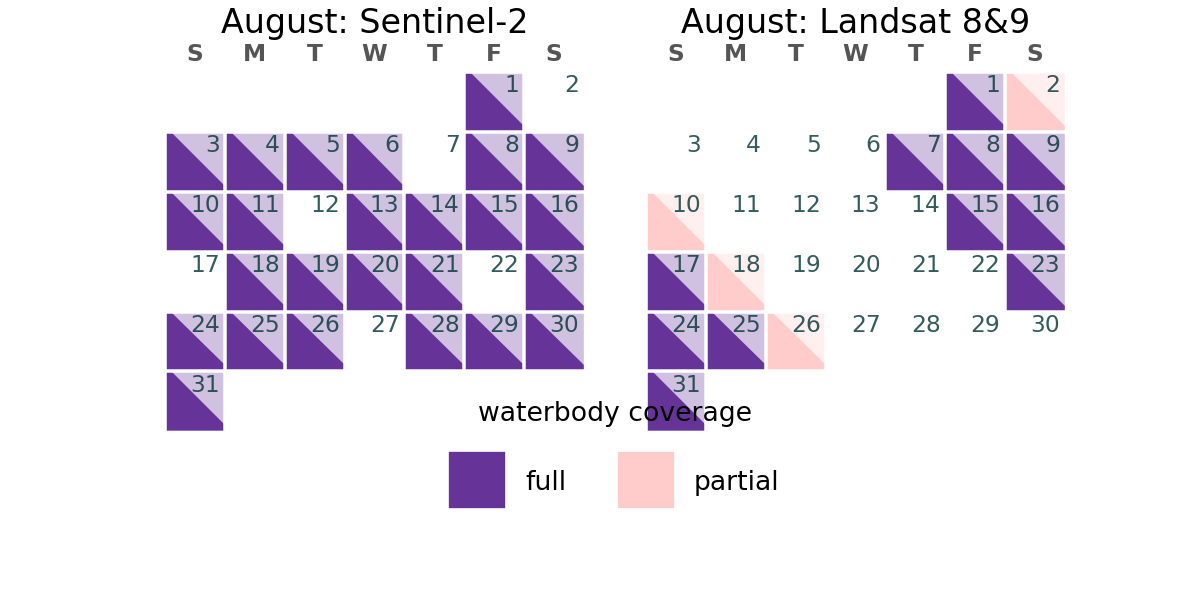 August: Sentinel-2
S M T W T F S
1 2
3 4 5 6 7 8 9
10 11 12 13 14 15 16
17 18 19 20 21 22 23
24 25 26 27 28 29 30
31
August: Landsat 8&9
S M T W T F S
1 2
3 4 5 6 7 8 9
10 11 12 13 14 15 16
17 18 19 20 21 22 23
24 25 26 27 28 29 30
31
waterbody coverage
full
partial